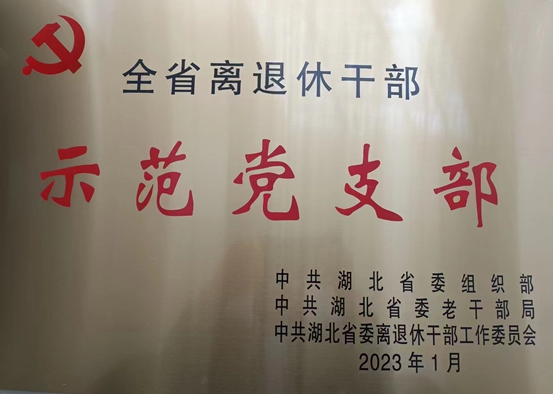 全省离退休干部
示范党支部
中共湖北省委组织部
中共湖北省委老干部局
中共湖北省委离退休干部工作委员会
2023年1月